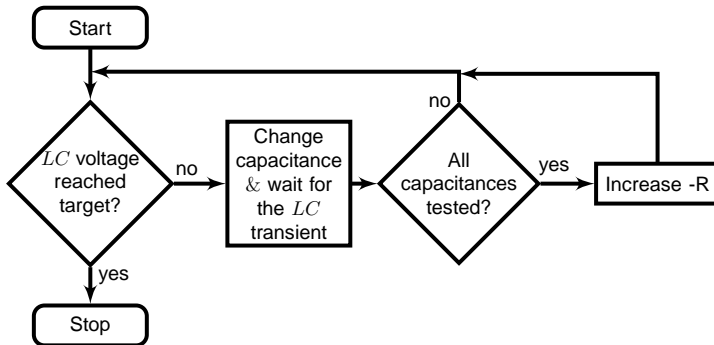 Start
LC voltage
reached
target?
no
yes
Stop
Change
capacitance
& wait for
the LC
transient
All
capacitances
tested?
no
yes
Increase -R